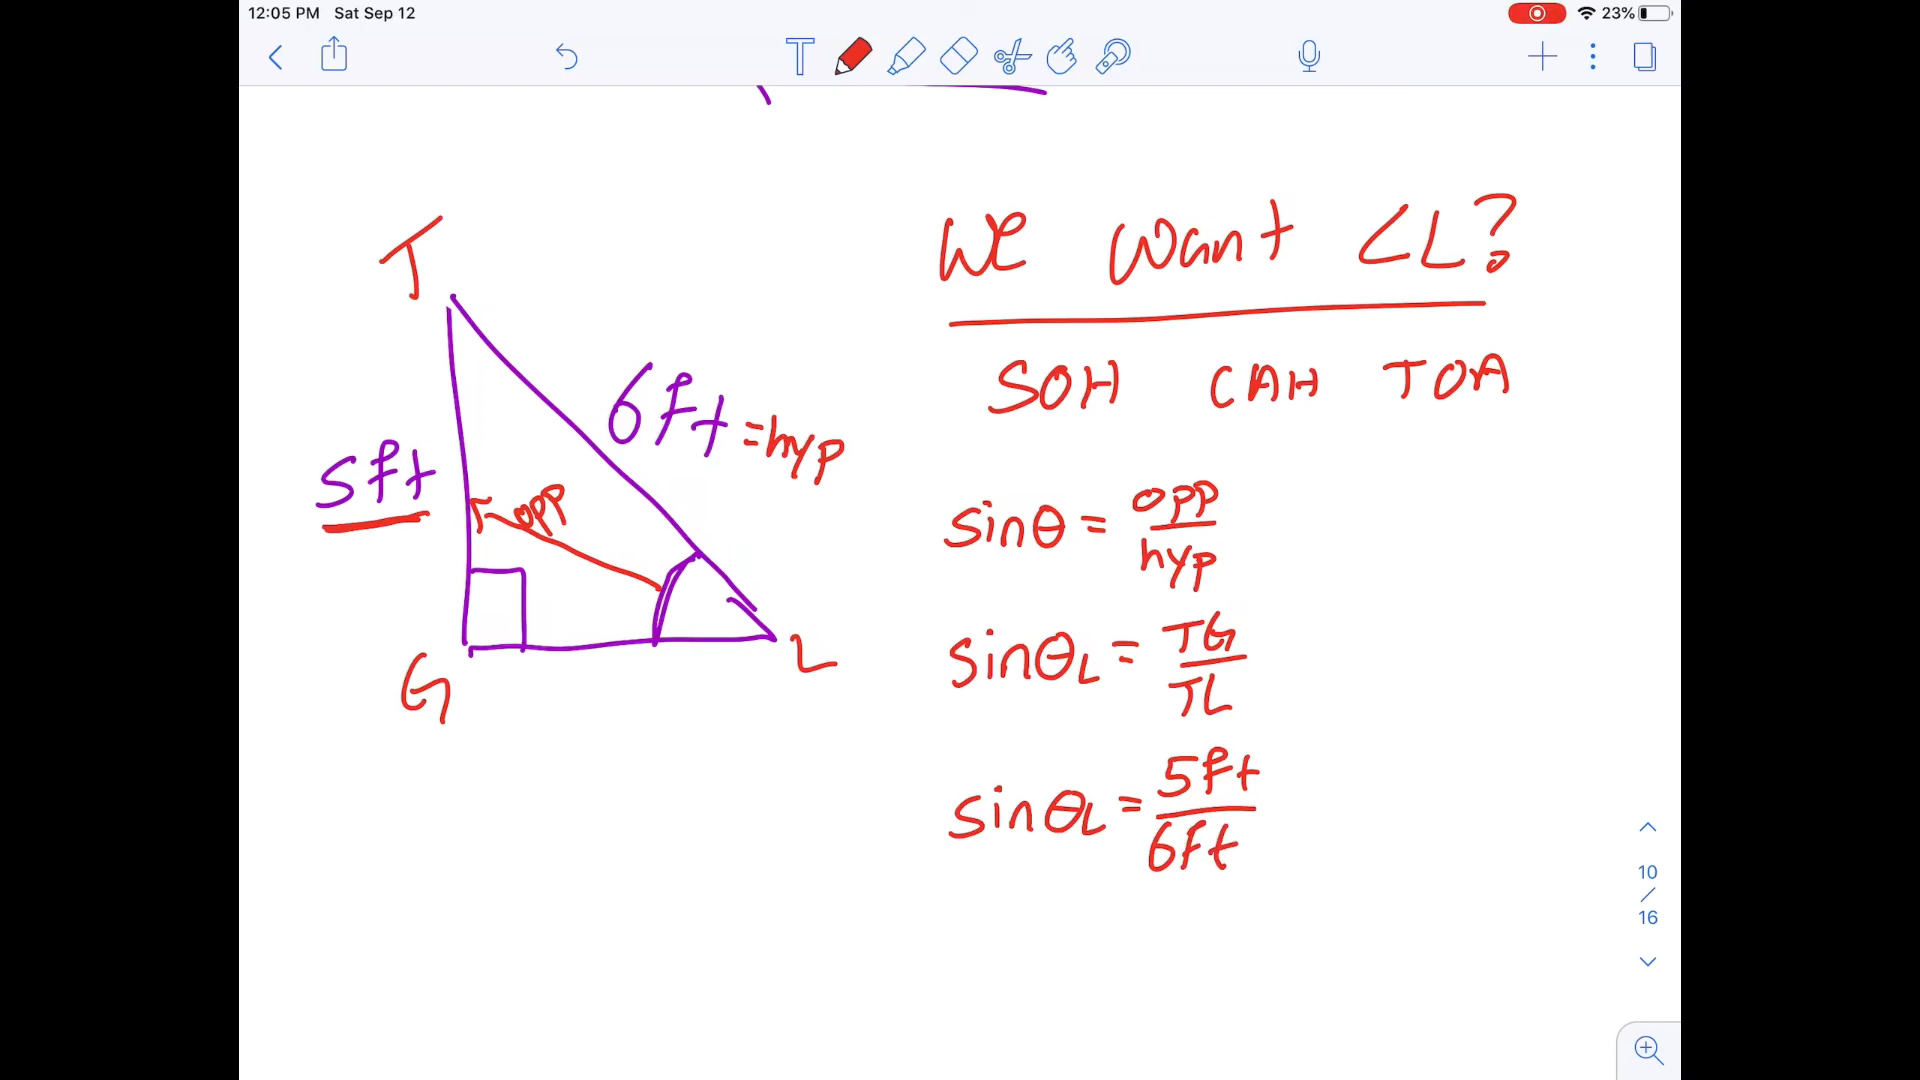 12:05 PM Sat Sep 12
23%
T
We want ∠L?
SOH CAH TOA
6ft =hyp
5ft
opp
G
L
sinθ = opp/hyp
sinθL = TG/TL
sinθL = 5ft/6ft
10
/
16